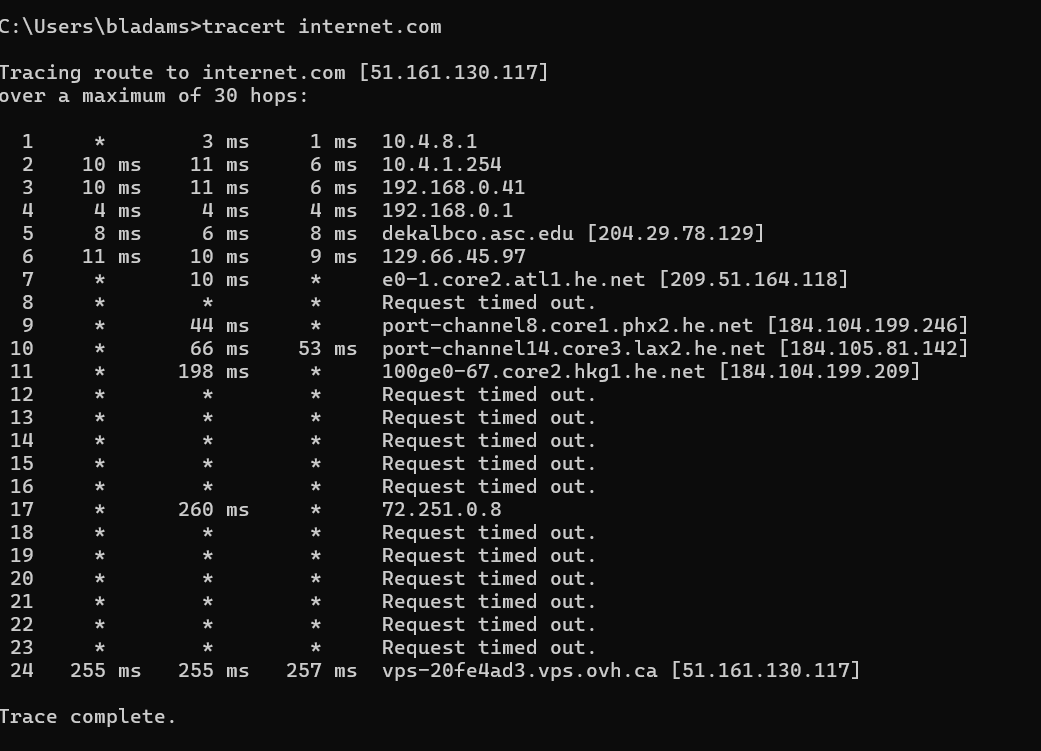 C:\Users\bladams>tracert internet.com
Tracing route to internet.com [51.161.130.117]
over a maximum of 30 hops:
  1     *        3 ms     1 ms  10.4.8.1
  2    10 ms    11 ms     6 ms  10.4.1.254
  3    10 ms    11 ms     6 ms  192.168.0.41
  4     4 ms     4 ms     4 ms  192.168.0.1
  5     8 ms     6 ms     8 ms  dekalbco.asc.edu [204.29.78.129]
  6    11 ms    10 ms     9 ms  129.66.45.97
  7     *       10 ms     *     e0-1.core2.atl1.he.net [209.51.164.118]
  8     *        *        *     Request timed out.
  9     *       44 ms     *     port-channel8.core1.phx2.he.net [184.104.199.246]
 10     *       66 ms    53 ms  port-channel14.core3.lax2.he.net [184.105.81.142]
 11     *      198 ms     *     100ge0-67.core2.hkg1.he.net [184.104.199.209]
 12     *        *        *     Request timed out.
 13     *        *        *     Request timed out.
 14     *        *        *     Request timed out.
 15     *        *        *     Request timed out.
 16     *        *        *     Request timed out.
 17     *      260 ms     *     72.251.0.8
 18     *        *        *     Request timed out.
 19     *        *        *     Request timed out.
 20     *        *        *     Request timed out.
 21     *        *        *     Request timed out.
 22     *        *        *     Request timed out.
 23     *        *        *     Request timed out.
 24   255 ms   255 ms   257 ms  vps-20fe4ad3.vps.ovh.ca [51.161.130.117]
Trace complete.